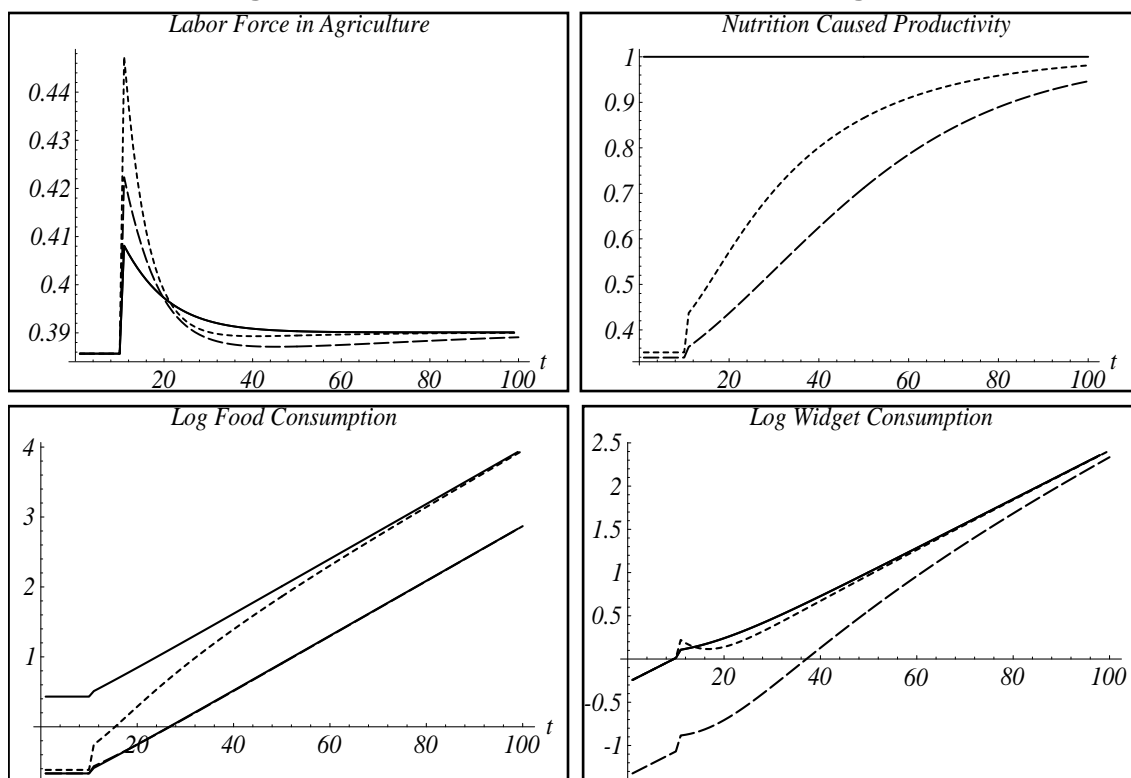 Labor Force in Agriculture
0.44
0.43
0.42
0.41
0.4
0.39
20 40 60 80 100
t
Nutrition Caused Productivity
1
0.9
0.8
0.7
0.6
0.5
0.4
20 40 60 80 100
t
Log Food Consumption
4
3
2
1
20 40 60 80 100
t
Log Widget Consumption
2.5
2
1.5
1
0.5
-0.5
-1
20 40 60 80 100
t